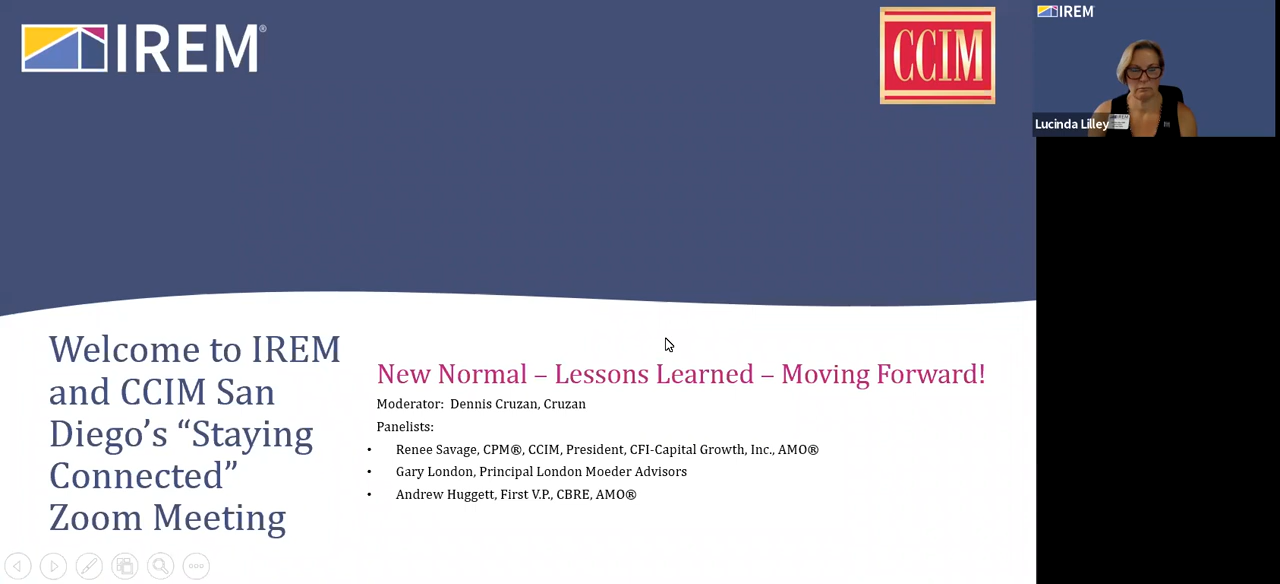 IREM®
CCIM
IREM
Lucinda Lilley
Welcome to IREM
and CCIM San
Diego’s “Staying
Connected”
Zoom Meeting
New Normal – Lessons Learned – Moving Forward!
Moderator:  Dennis Cruzan, Cruzan
Panelists:
• Renee Savage, CPM®, CCIM, President, CFI-Capital Growth, Inc., AMO®
• Gary London, Principal London Moeder Advisors
• Andrew Huggett, First V.P., CBRE, AMO®